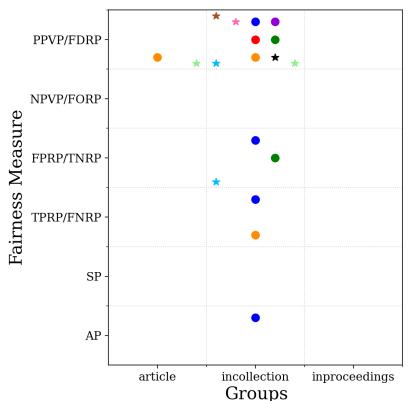 Fairness Measure
PPVP/FDRP
NPVP/FORP
FPRP/TNRP
TPRP/FNRP
SP
AP
article
incollection
inproceedings
Groups